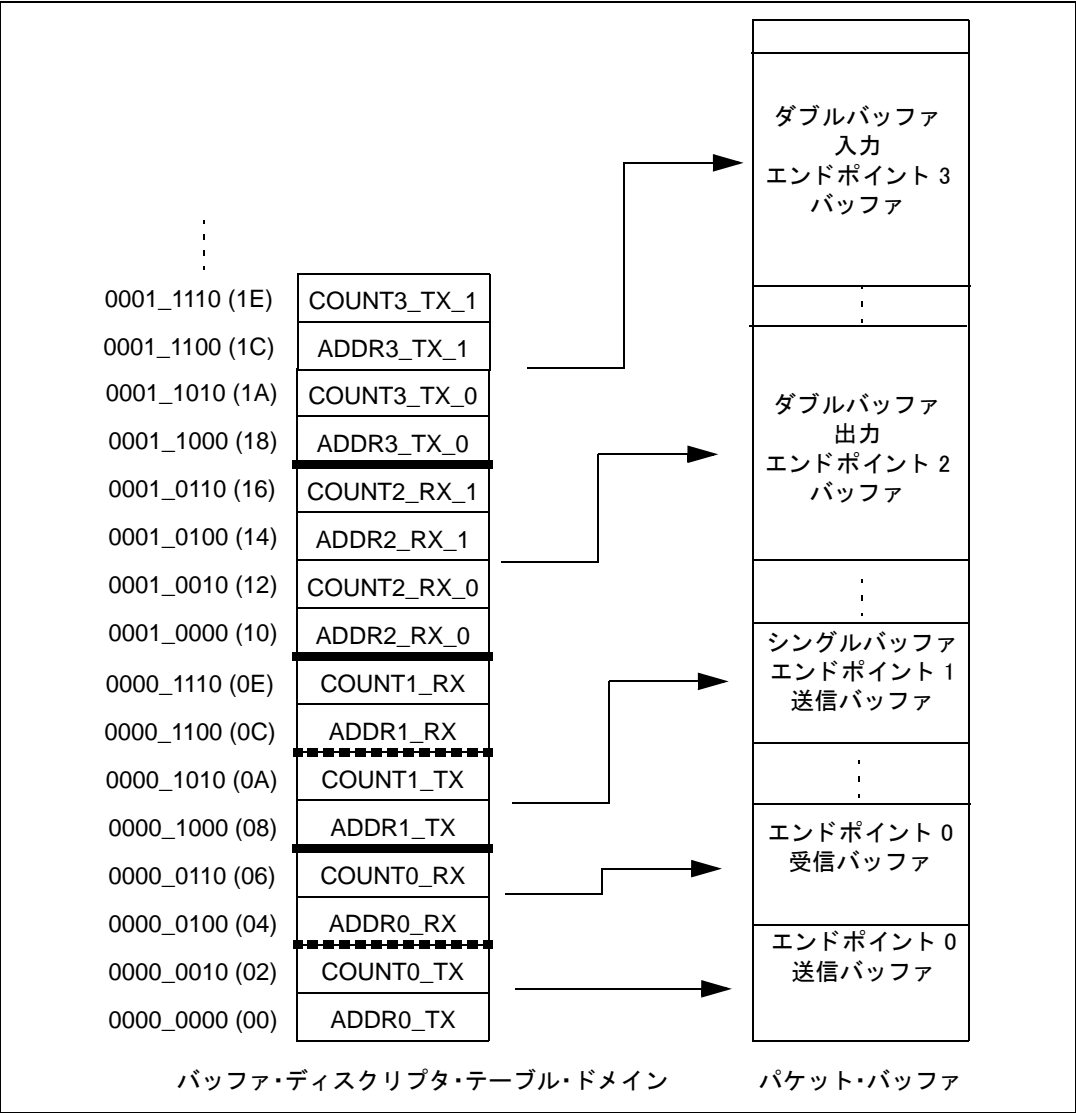 0001_1110 (1E) COUNT3_TX_1
0001_1100 (1C) ADDR3_TX_1
0001_1010 (1A) COUNT3_TX_0
0001_1000 (18) ADDR3_TX_0
0001_0110 (16) COUNT2_RX_1
0001_0100 (14) ADDR2_RX_1
0001_0010 (12) COUNT2_RX_0
0001_0000 (10) ADDR2_RX_0
0000_1110 (0E) COUNT1_RX
0000_1100 (0C) ADDR1_RX
0000_1010 (0A) COUNT1_TX
0000_1000 (08) ADDR1_TX
0000_0110 (06) COUNT0_RX
0000_0100 (04) ADDR0_RX
0000_0010 (02) COUNT0_TX
0000_0000 (00) ADDR0_TX
バッファ・ディスクリプタ・テーブル・ドメイン
ダブルバッファ
入力
エンドポイント 3
バッファ
ダブルバッファ
出力
エンドポイント 2
バッファ
シングルバッファ
エンドポイント 1
送信バッファ
エンドポイント 0
受信バッファ
エンドポイント 0
送信バッファ
パケット・バッファ